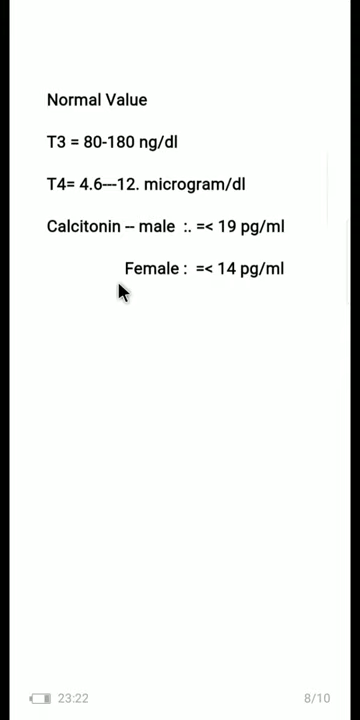 Normal Value
T3 = 80-180 ng/dl
T4= 4.6---12. microgram/dl
Calcitonin -- male :. =< 19 pg/ml
Female : =< 14 pg/ml
23:22
8/10